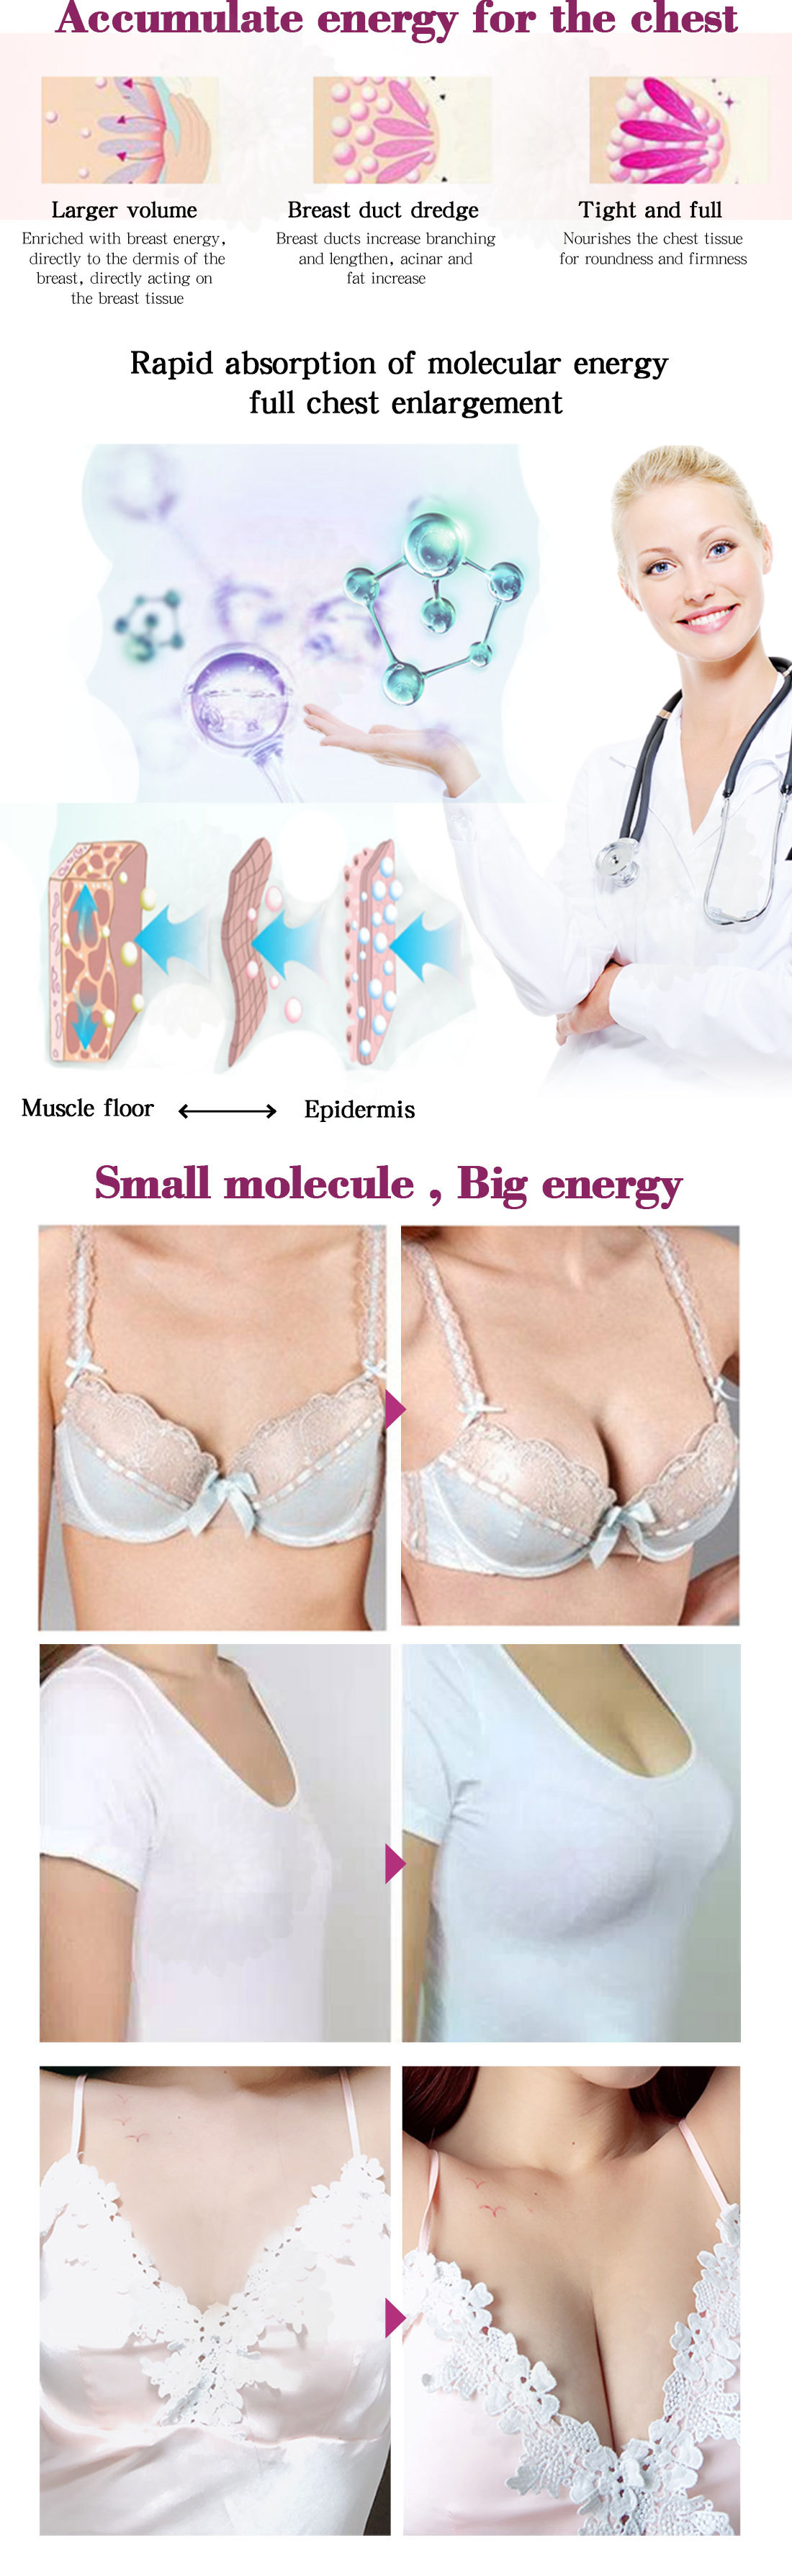 Accumulate energy for the chest
Larger volume
Enriched with breast energy,
directly to the dermis of the
breast, directly acting on
the breast tissue
Breast duct dredge
Breast ducts increase branching
and lengthen, acinar and
fat increase
Tight and full
Nourishes the chest tissue
for roundness and firmness
Rapid absorption of molecular energy
full chest enlargement
Muscle floor
Epidermis
Small molecule , Big energy